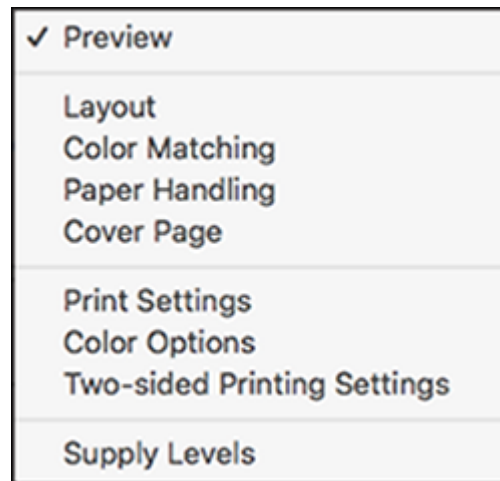 ✓ Preview
Layout
Color Matching
Paper Handling
Cover Page
Print Settings
Color Options
Two-sided Printing Settings
Supply Levels